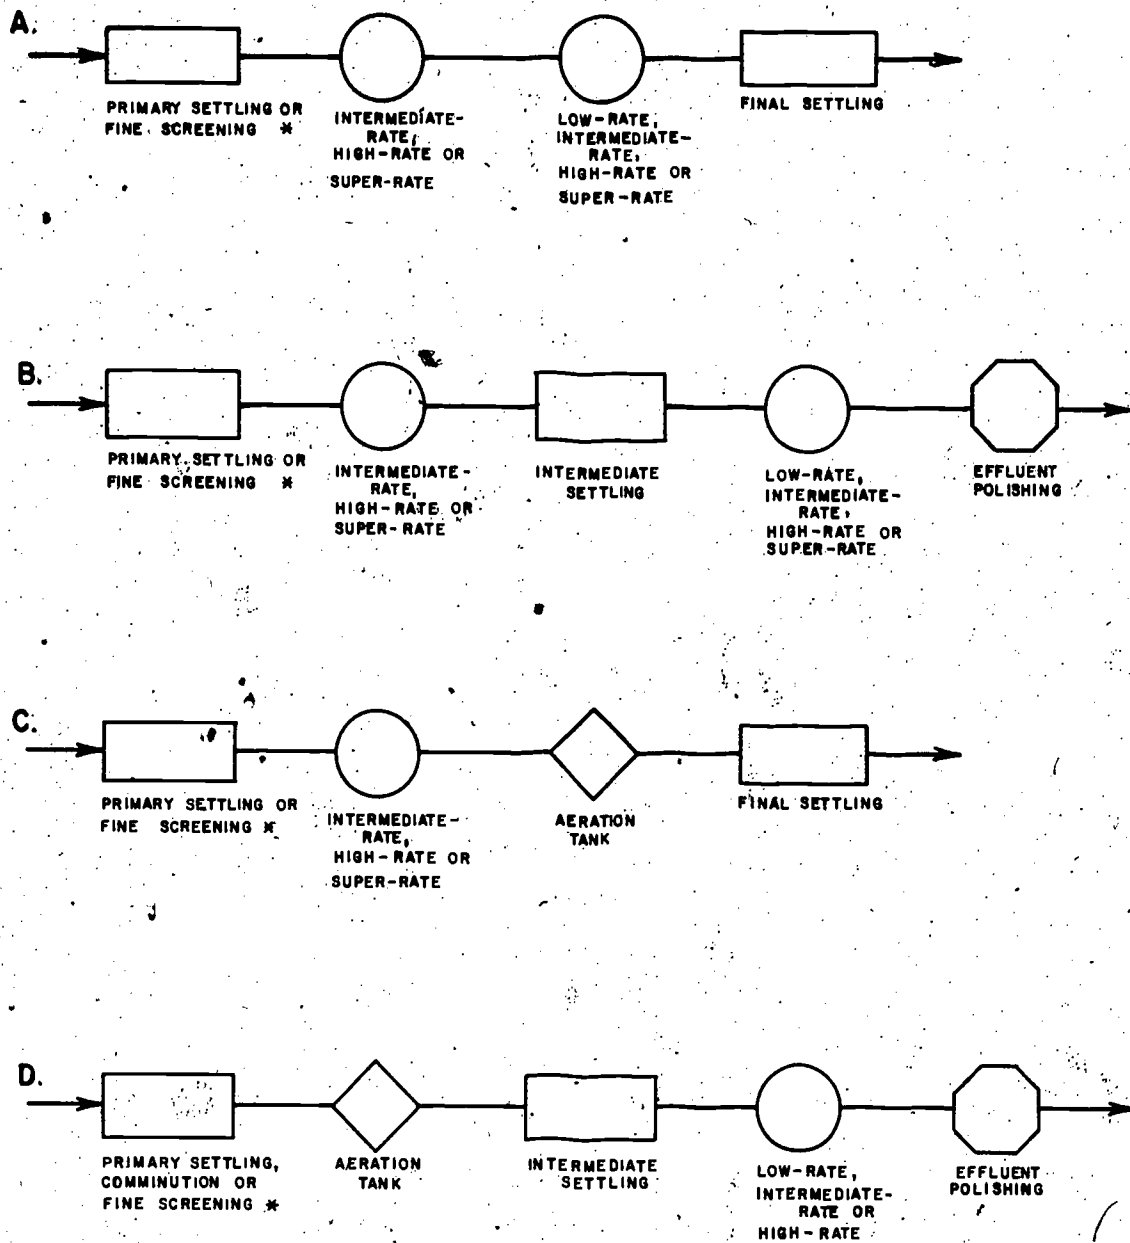 A.
PRIMARY SETTLING OR
FINE SCREENING *
INTERMEDIATE-
RATE,
HIGH-RATE OR
SUPER-RATE
LOW-RATE,
INTERMEDIATE-
RATE,
HIGH-RATE OR
SUPER-RATE
FINAL SETTLING
B.
PRIMARY SETTLING OR
FINE SCREENING *
INTERMEDIATE-
RATE,
HIGH-RATE OR
SUPER-RATE
INTERMEDIATE
SETTLING
LOW-RATE,
INTERMEDIATE-
RATE,
HIGH-RATE OR
SUPER-RATE
EFFLUENT
POLISHING
C.
PRIMARY SETTLING OR
FINE SCREENING *
INTERMEDIATE-
RATE,
HIGH-RATE OR
SUPER-RATE
AERATION
TANK
FINAL SETTLING
D.
PRIMARY SETTLING,
COMMINUTION OR
FINE SCREENING *
AERATION
TANK
INTERMEDIATE
SETTLING
LOW-RATE,
INTERMEDIATE-
RATE OR
HIGH-RATE
EFFLUENT
POLISHING